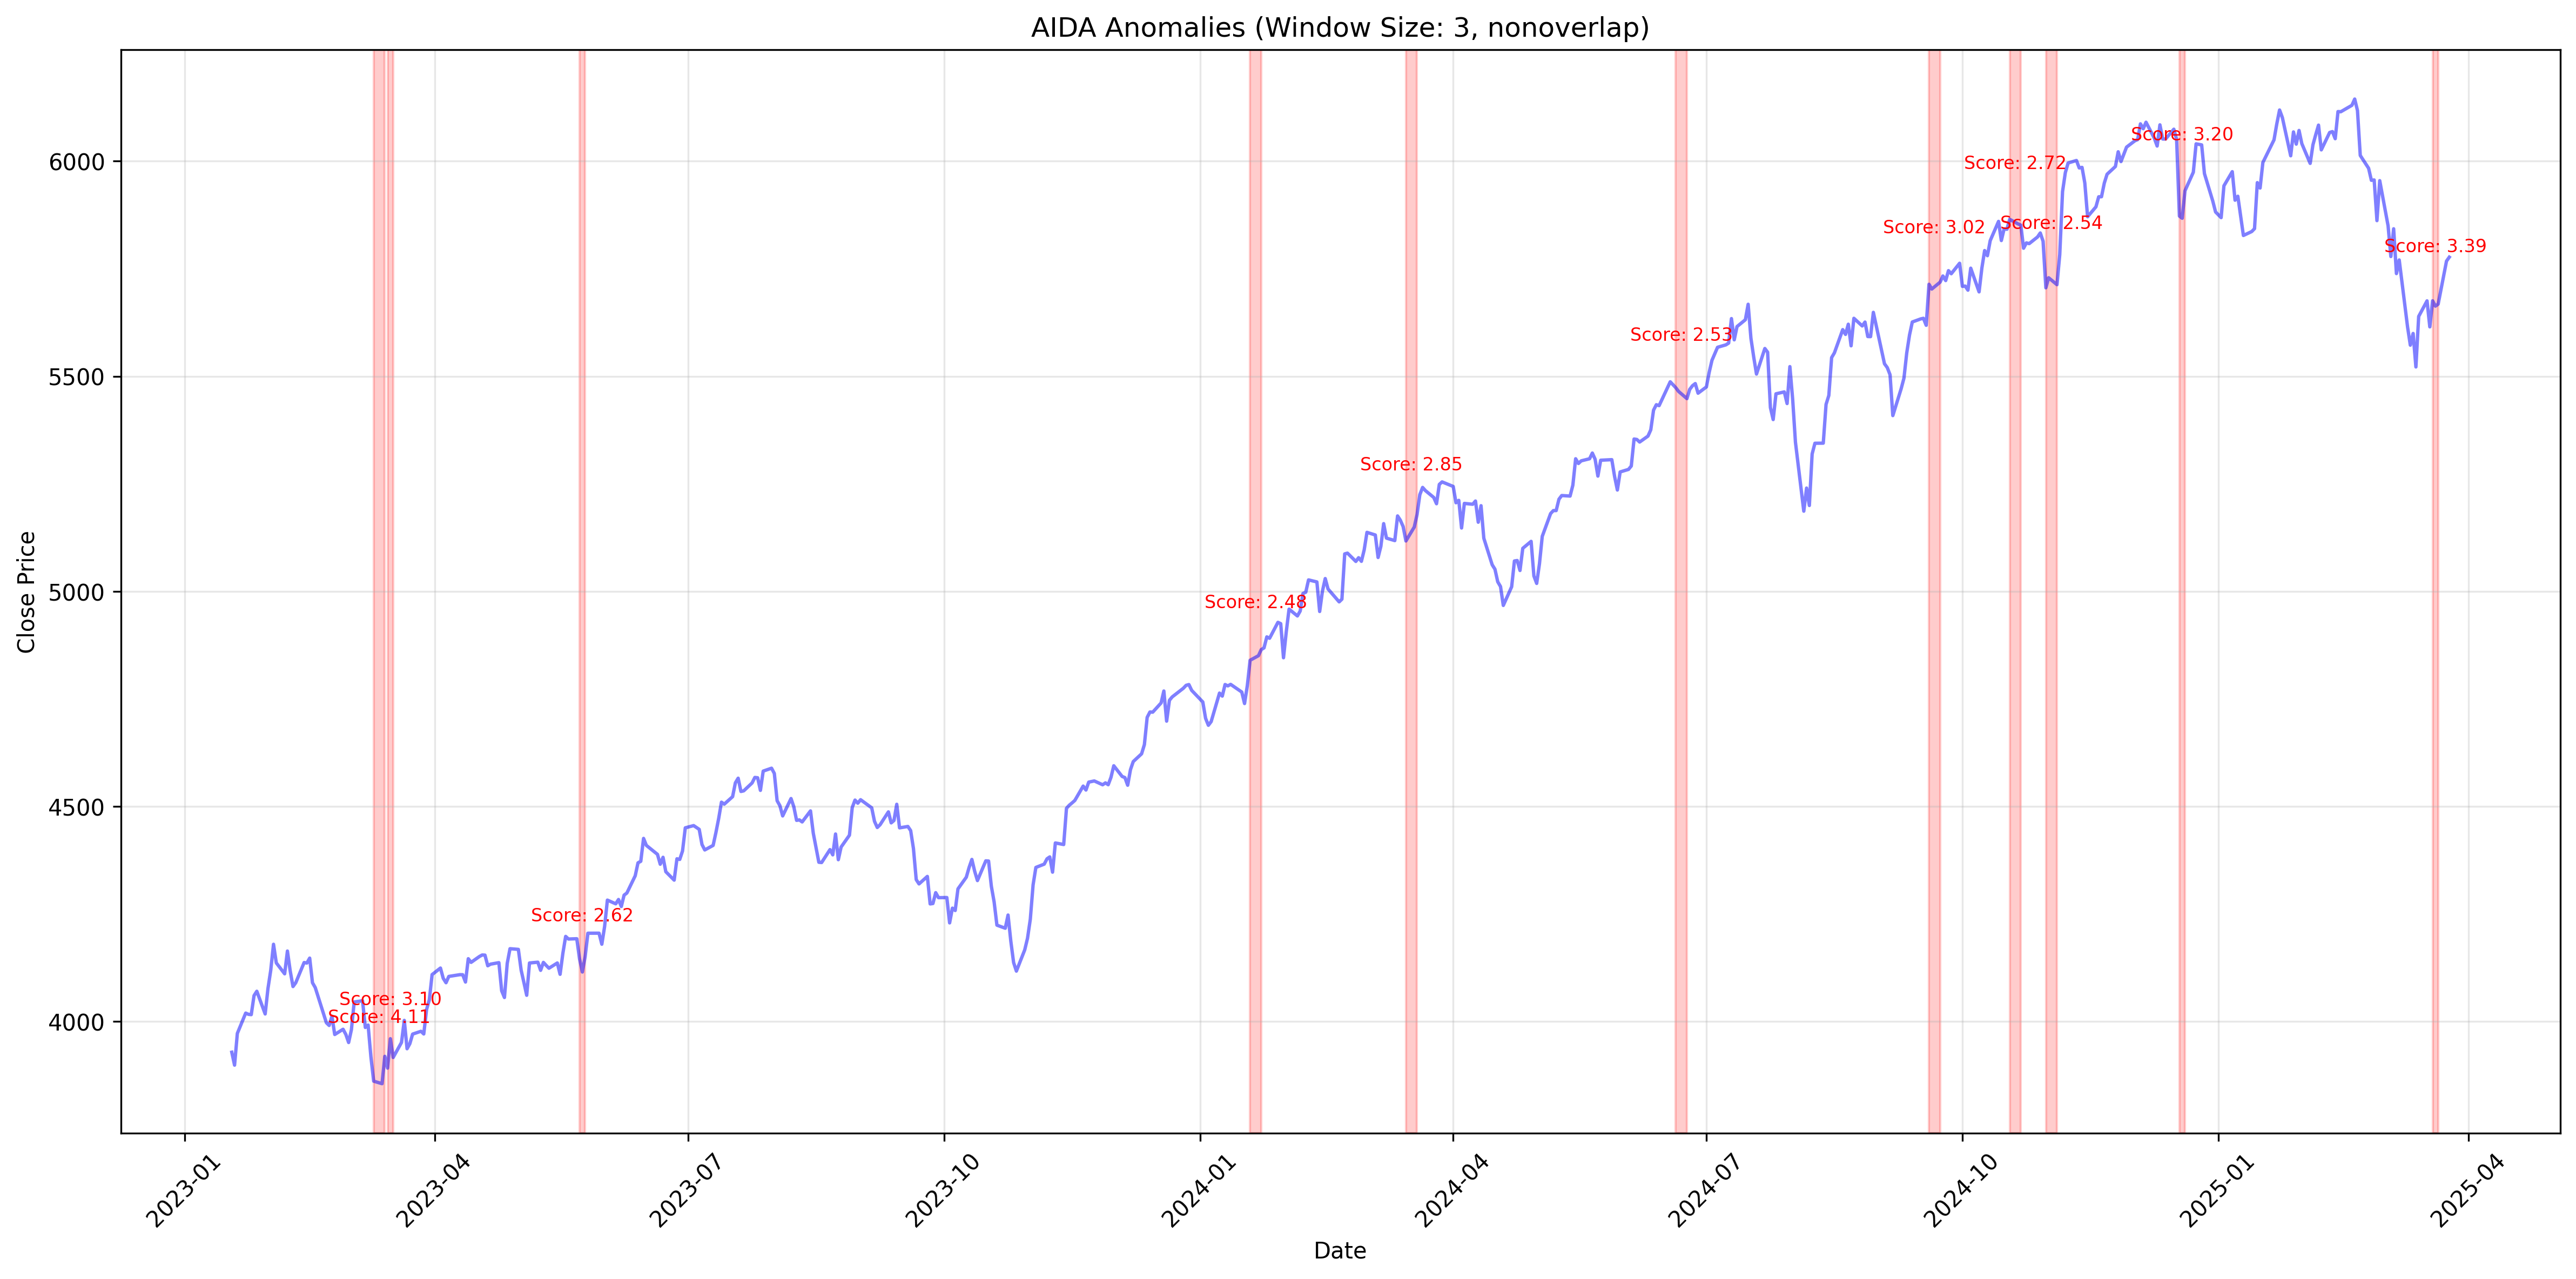 AIDA Anomalies (Window Size: 3, nonoverlap)
Close Price
6000
5500
5000
4500
4000
Score: 3.10
Score: 4.11
Score: 2.62
Score: 2.48
Score: 2.85
Score: 2.53
Score: 3.02
Score: 2.72
Score: 2.54
Score: 3.20
Score: 3.39
2023-01
2023-04
2023-07
2023-10
2024-01
2024-04
2024-07
2024-10
2025-01
2025-04
Date